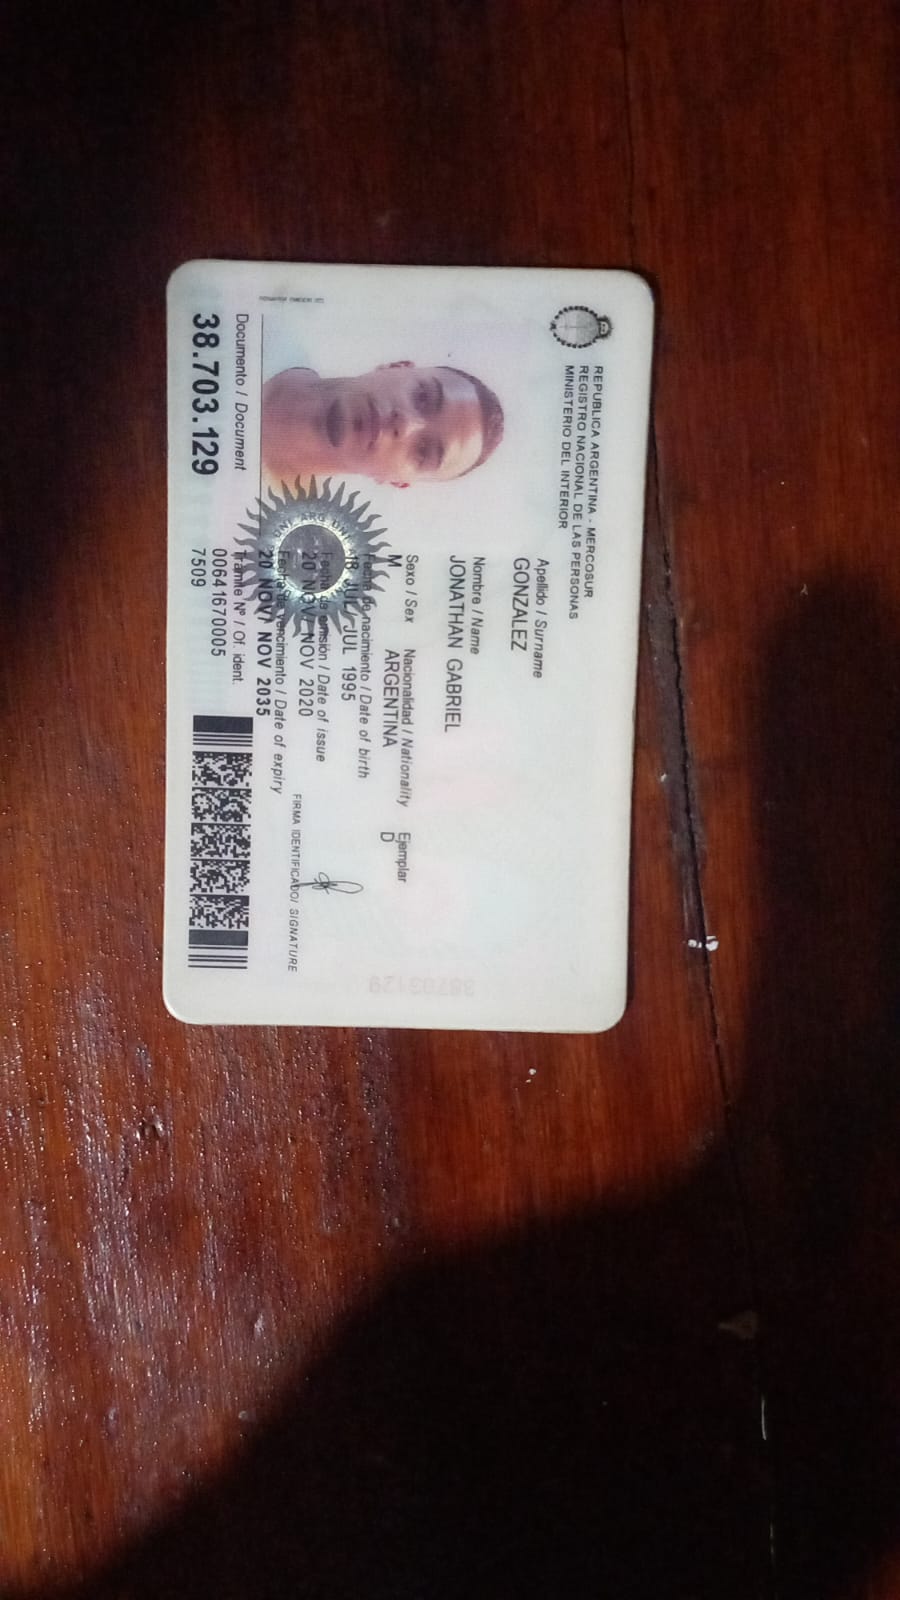 REPUBLICA ARGENTINA - MERCOSUR
REGISTRO NACIONAL DE LAS PERSONAS
MINISTERIO DEL INTERIOR
Apellido / Surname
GONZALEZ
Nombre / Name
JONATHAN GABRIEL
Sexo / Sex Nacionalidad / Nationality Ejemplar
M ARGENTINA D
Fecha de nacimiento / Date of birth
18 JUL/ JUL 1995
Fecha de emisión / Date of issue
20 NOV/ NOV 2020
Fecha de vencimiento / Date of expiry
20 NOV/ NOV 2035
FIRMA IDENTIFICADO/ SIGNATURE
Documento / Document
38.703.129
Trámite Nº / Of. ident.
00641670005
7509
38703129